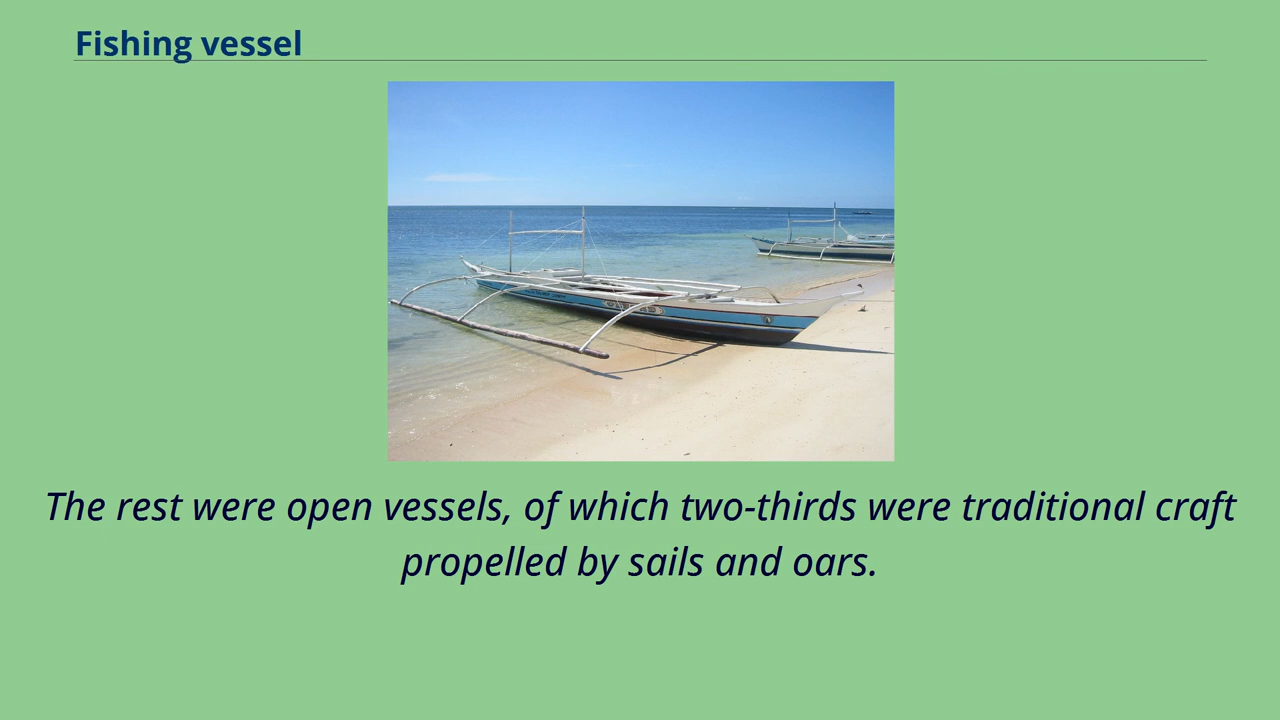 Fishing vessel
The rest were open vessels, of which two-thirds were traditional craft
propelled by sails and oars.